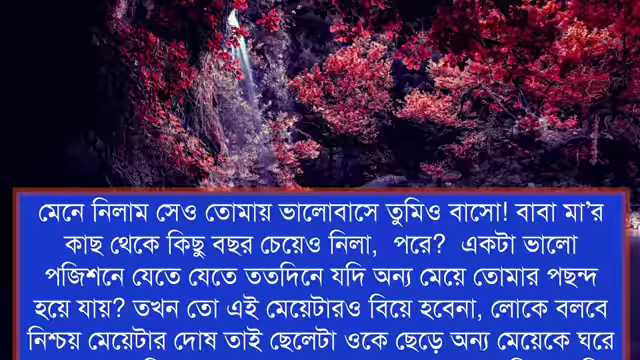 মেনে নিলাম সেও তোমায় ভালোবাসে তুমিও বাসো! বাবা মা'র
কাছ থেকে কিছু বছর চেয়েও নিলা, পরে? একটা ভালো
পজিশনে যেতে যেতে ততদিনে যদি অন্য মেয়ে তোমার পছন্দ
হয়ে যায়? তখন তো এই মেয়েটারও বিয়ে হবেনা, লোকে বলবে
নিশ্চয় মেয়েটার দোষ তাই ছেলেটা ওকে ছেড়ে অন্য মেয়েকে ঘরে